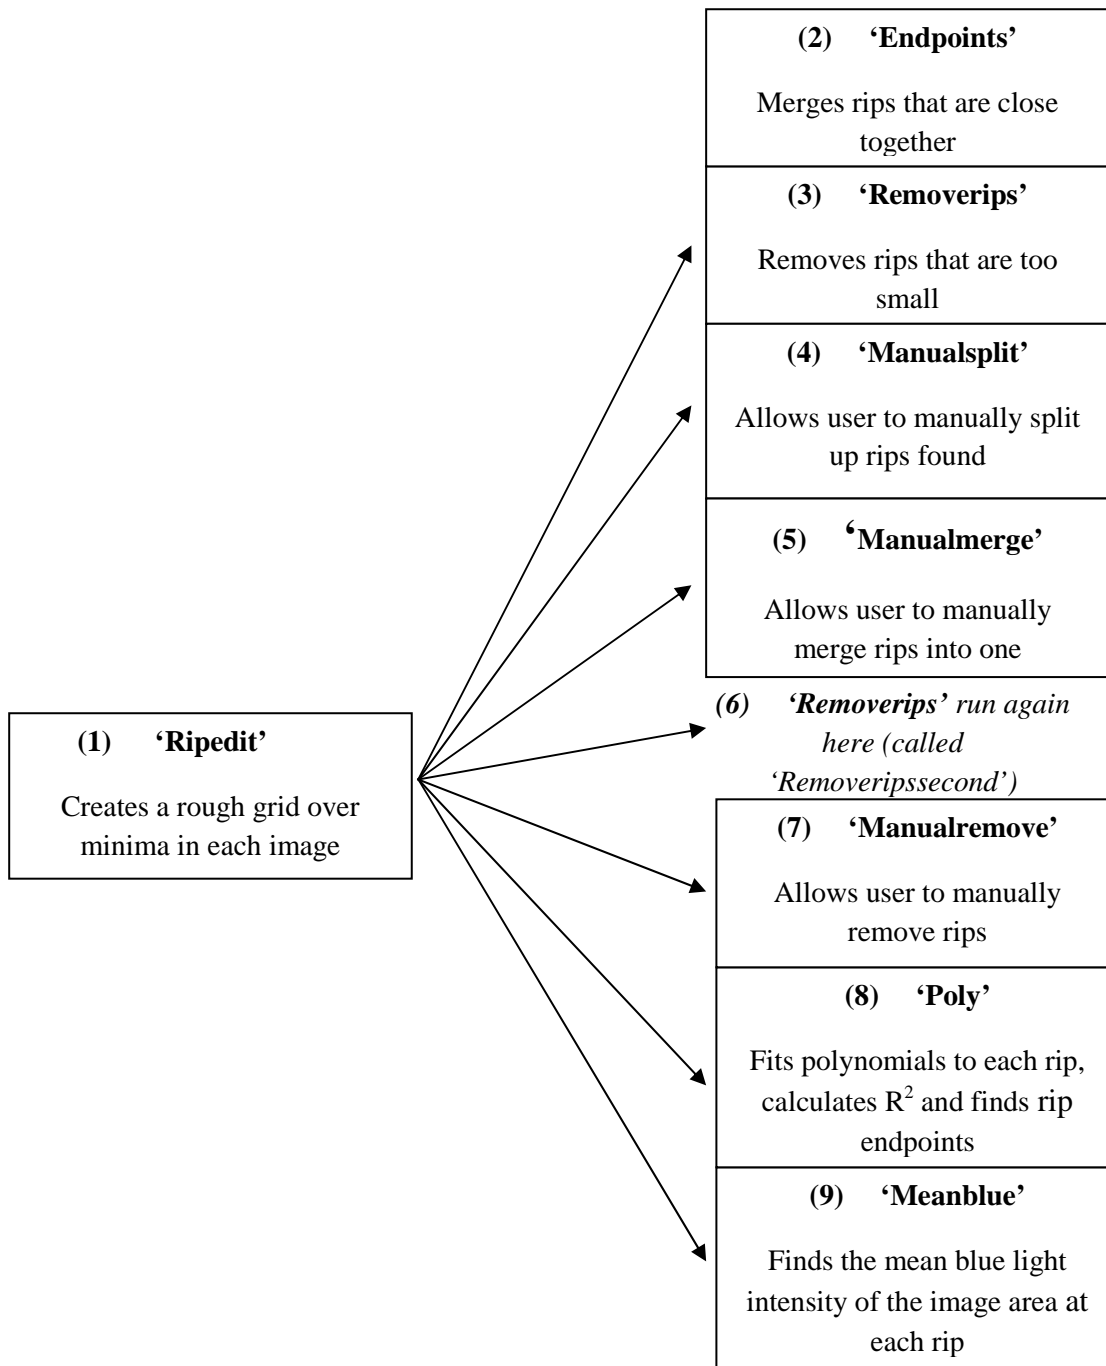 (2) ‘Endpoints’
Merges rips that are close
together
(3) ‘Removerips’
Removes rips that are too
small
(4) ‘Manualsplit’
Allows user to manually split
up rips found
(5) ‘Manualmerge’
Allows user to manually
merge rips into one
(6) ‘Removerips’ run again
here (called
‘Removeripssecond’)
(1) ‘Ripedit’
Creates a rough grid over
minima in each image
(7) ‘Manualremove’
Allows user to manually
remove rips
(8) ‘Poly’
Fits polynomials to each rip,
calculates R² and finds rip
endpoints
(9) ‘Meanblue’
Finds the mean blue light
intensity of the image area at
each rip